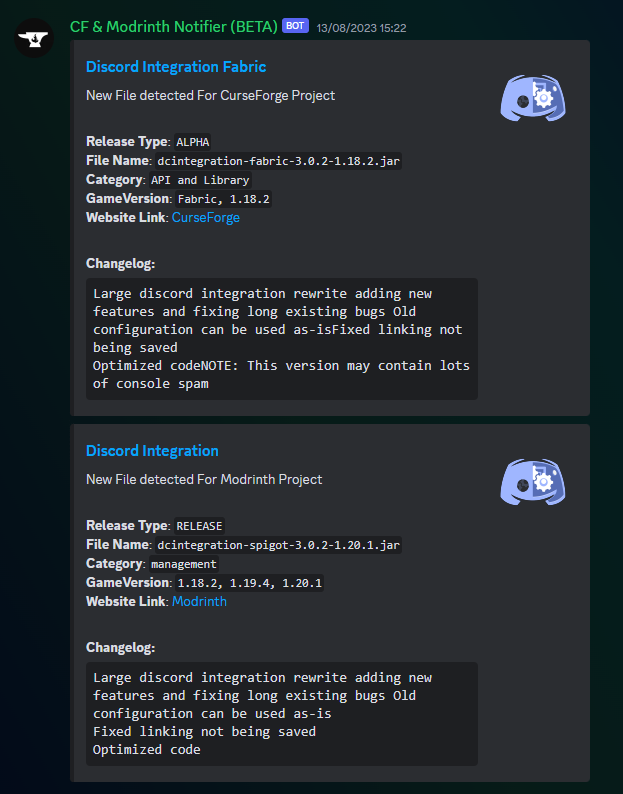 CF & Modrinth Notifier (BETA) BOT 13/08/2023 15:22
Discord Integration Fabric
New File detected For CurseForge Project
Release Type: ALPHA
File Name: dcintegration-fabric-3.0.2-1.18.2.jar
Category: API and Library
GameVersion: Fabric, 1.18.2
Website Link: CurseForge
Changelog:
Large discord integration rewrite adding new
features and fixing long existing bugs Old
configuration can be used as-isFixed linking not
being saved
Optimized codeNOTE: This version may contain lots
of console spam
Discord Integration
New File detected For Modrinth Project
Release Type: RELEASE
File Name: dcintegration-spigot-3.0.2-1.20.1.jar
Category: management
GameVersion: 1.18.2, 1.19.4, 1.20.1
Website Link: Modrinth
Changelog:
Large discord integration rewrite adding new
features and fixing long existing bugs Old
configuration can be used as-is
Fixed linking not being saved
Optimized code